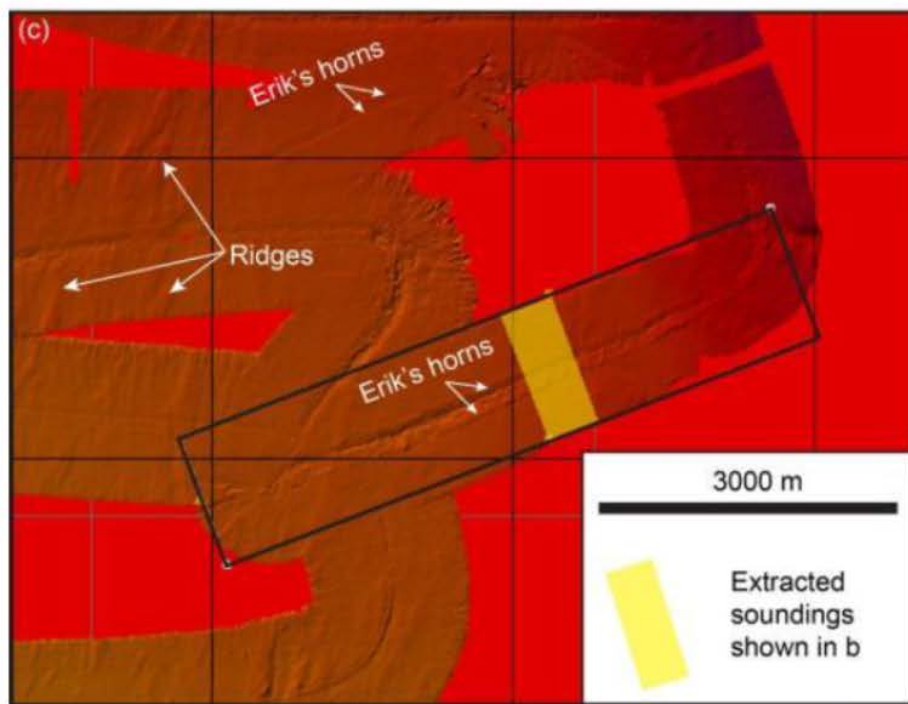 (c)
Erik's horns
Ridges
Erik's horns
3000 m
Extracted
soundings
shown in b